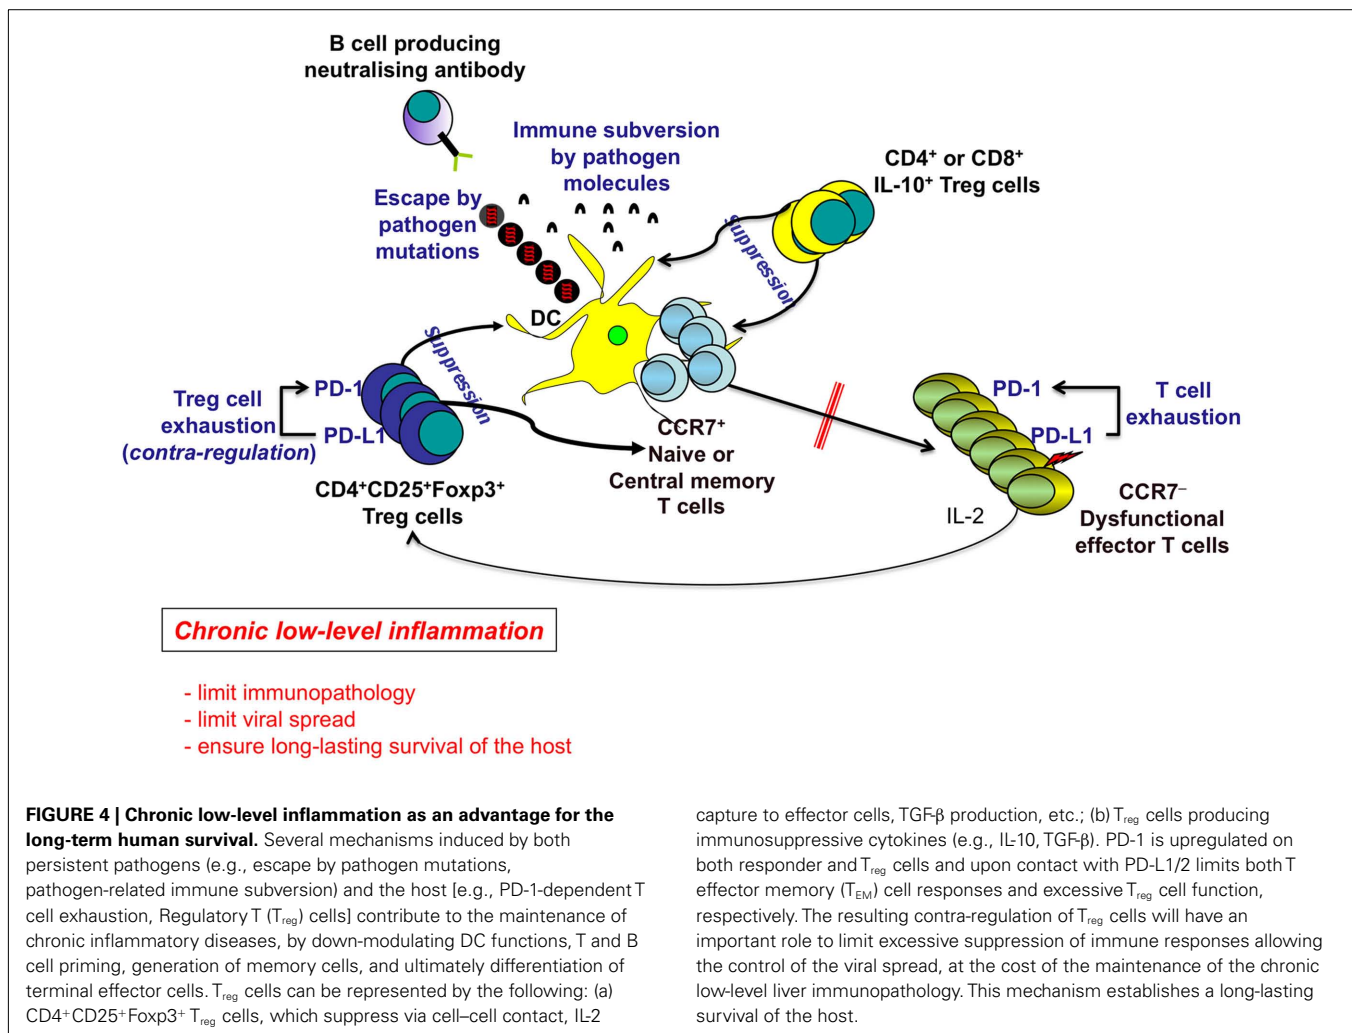 B cell producing
neutralising antibody
Immune subversion
by pathogen
molecules
CD4⁺ or CD8⁺
IL-10⁺ Treg cells
Escape by
pathogen
mutations
suppression
DC
suppression
PD-1
Treg cell
exhaustion
(contra-regulation)
PD-L1
CD4⁺CD25⁺Foxp3⁺
Treg cells
CCR7⁺
Naive or
Central memory
T cells
PD-1
T cell
exhaustion
PD-L1
IL-2
CCR7⁻
Dysfunctional
effector T cells
Chronic low-level inflammation
- limit immunopathology
- limit viral spread
- ensure long-lasting survival of the host
FIGURE 4 | Chronic low-level inflammation as an advantage for the
long-term human survival. Several mechanisms induced by both
persistent pathogens (e.g., escape by pathogen mutations,
pathogen-related immune subversion) and the host [e.g., PD-1-dependent T
cell exhaustion, Regulatory T (Treg) cells] contribute to the maintenance of
chronic inflammatory diseases, by down-modulating DC functions, T and B
cell priming, generation of memory cells, and ultimately differentiation of
terminal effector cells. Treg cells can be represented by the following: (a)
CD4⁺CD25⁺Foxp3⁺ Treg cells, which suppress via cell–cell contact, IL-2
capture to effector cells, TGF-β production, etc.; (b) Treg cells producing
immunosuppressive cytokines (e.g., IL-10, TGF-β). PD-1 is upregulated on
both responder and Treg cells and upon contact with PD-L1/2 limits both T
effector memory (TEM) cell responses and excessive Treg cell function,
respectively. The resulting contra-regulation of Treg cells will have an
important role to limit excessive suppression of immune responses allowing
the control of the viral spread, at the cost of the maintenance of the chronic
low-level liver immunopathology. This mechanism establishes a long-lasting
survival of the host.